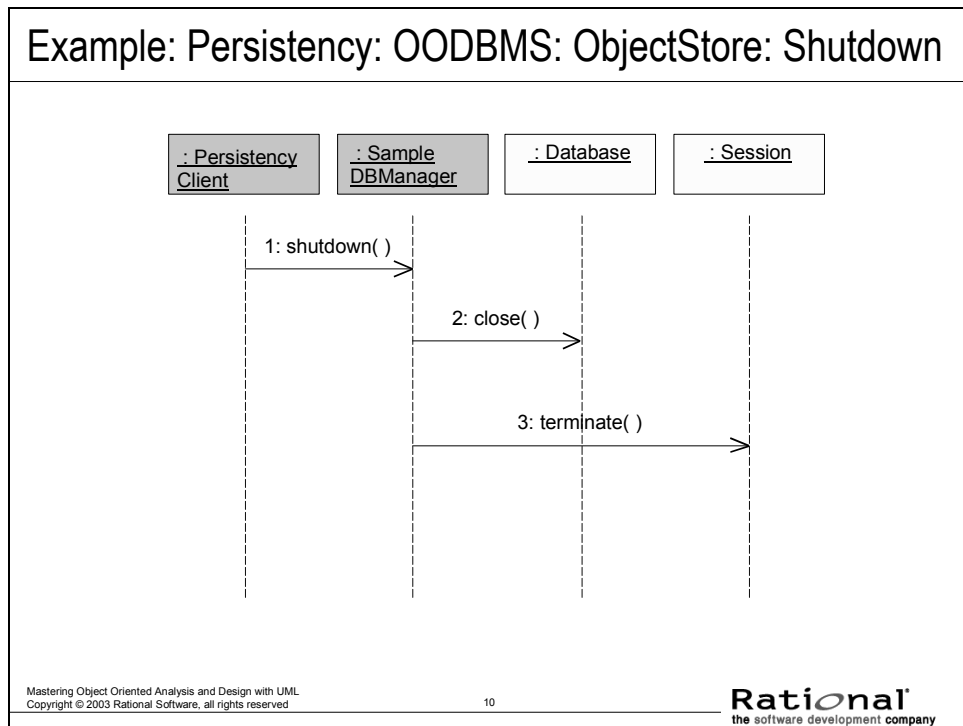 Example: Persistency: OODBMS: ObjectStore: Shutdown
: Persistency
Client
: Sample
DBManager
: Database
: Session
1: shutdown( )
2: close( )
3: terminate( )
Mastering Object Oriented Analysis and Design with UML
Copyright © 2003 Rational Software, all rights reserved
10
Rational®
the software development company